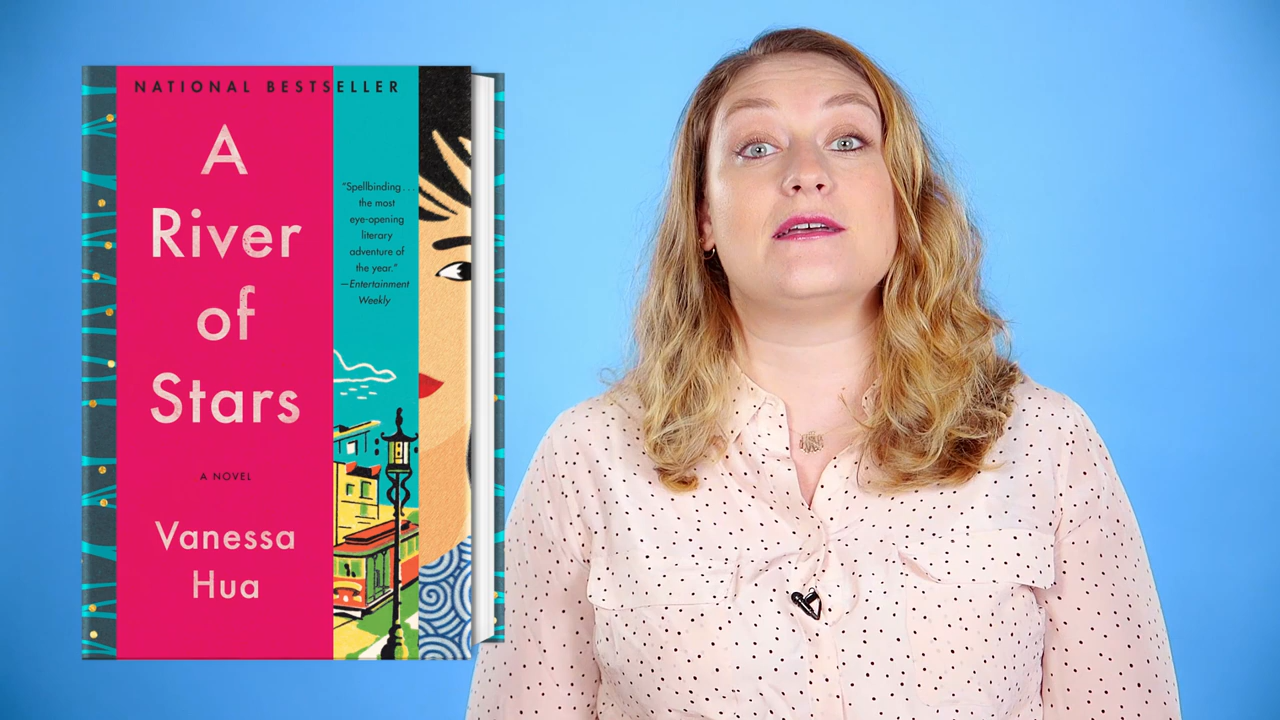 NATIONAL BESTSELLER
A
River
of
Stars
"Spellbinding...
the most
eye-opening
literary
adventure of
the year."
—Entertainment
Weekly
A NOVEL
Vanessa
Hua